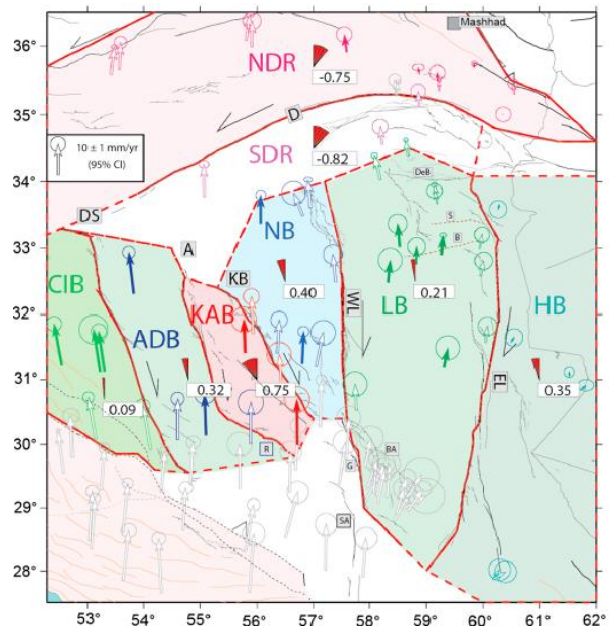 Mashhad
36°
NDR
-0.75
35°
D
10 ± 1 mm/yr
(95% CI)
SDR
-0.82
34°
DeB
DS
S
NB
33°
A
B
CIB
KB
0.40
LB
0.21
HB
32°
KAB
WL
ADB
31°
0.32
0.75
EL
0.35
0.09
30°
R
G
BA
29°
SA
28°
53° 54° 55° 56° 57° 58° 59° 60° 61° 62°